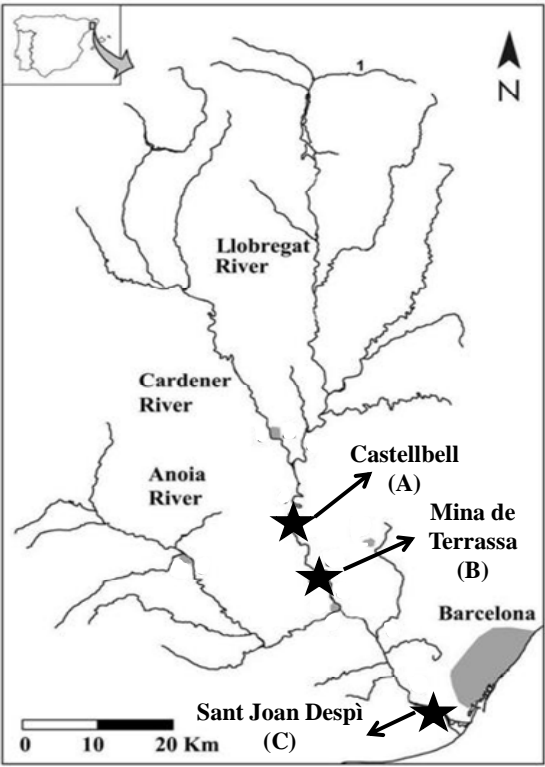 1
N
Llobregat
River
Cardener
River
Castellbell
(A)
Anoia
River
Mina de
Terrassa
(B)
Barcelona
Sant Joan Despì
(C)
0 10 20 Km